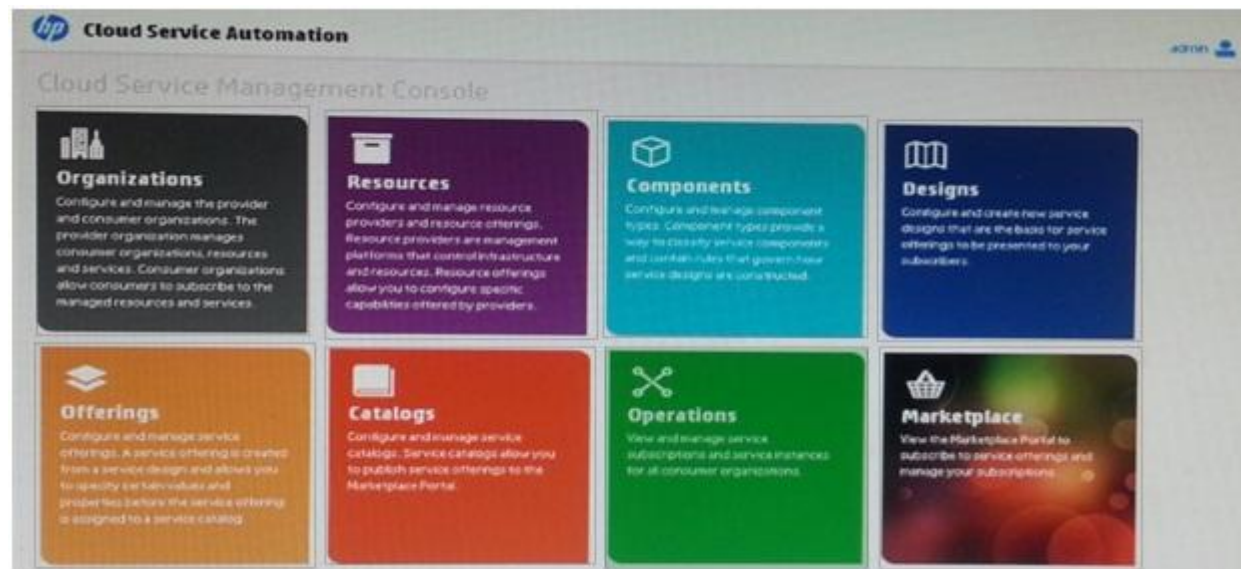 hp Cloud Service Automation
admin
Cloud Service Management Console
Organizations
Configure and manage the provider
and consumer organizations. The
provider organization manages
consumer organizations, resources
and services. Consumer organizations
allow consumers to subscribe to the
managed resources and services.
Resources
Configure and manage resource
providers and resource offerings.
Resource providers are management
platforms that control infrastructure
and resources. Resource offerings
allow you to configure specific
capabilities offered by providers.
Components
Configure and manage component
types. Component types provide a
way to classify service components
and contain rules that govern how
service designs are constructed.
Designs
Configure and create new service
designs that are the basis for service
offerings to be presented to your
subscribers.
Offerings
Configure and manage service
offerings. A service offering is created
from a service design and allows you
to specify certain values and
properties before the service offering
is assigned to a service catalog.
Catalogs
Configure and manage service
catalogs. Service catalogs allow you
to publish service offerings to the
Marketplace Portal.
Operations
View and manage service
subscriptions and service instances
for all consumer organizations.
Marketplace
View the Marketplace Portal to
subscribe to service offerings and
manage your subscriptions.